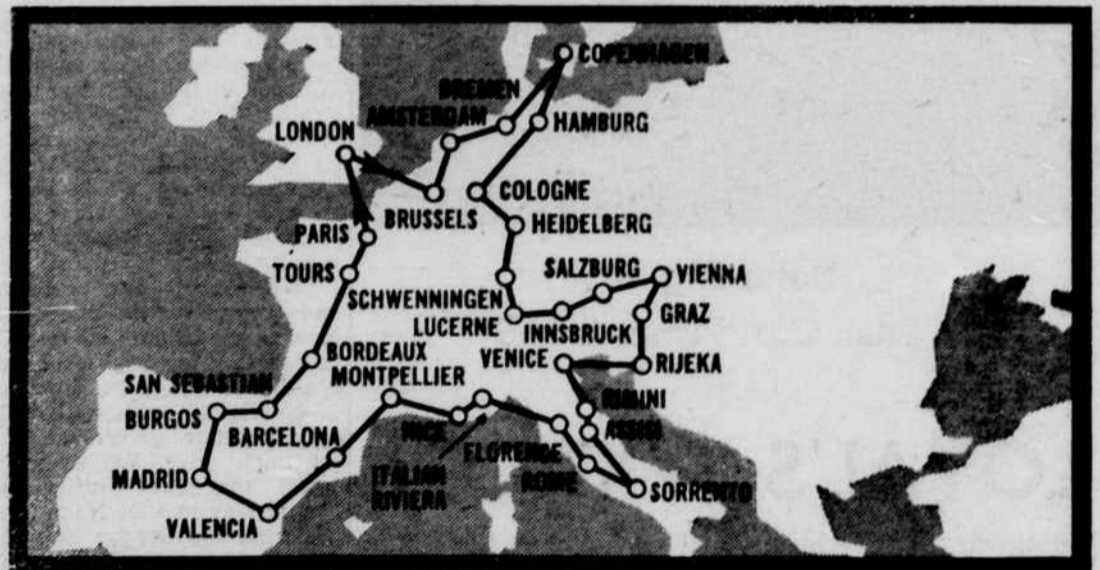 COPENHAGEN
BREMEN
AMSTERDAM
HAMBURG
LONDON
COLOGNE
BRUSSELS
HEIDELBERG
PARIS
TOURS
SALZBURG
VIENNA
SCHWENNINGEN
LUCERNE
INNSBRUCK
GRAZ
VENICE
RIJEKA
BORDEAUX
MONTPELLIER
SAN SEBASTIAN
BURGOS
RIMINI
ASSISI
BARCELONA
NICE
FLORENCE
ITALIAN
RIVIERA
ROME
MADRID
SORRENTO
VALENCIA